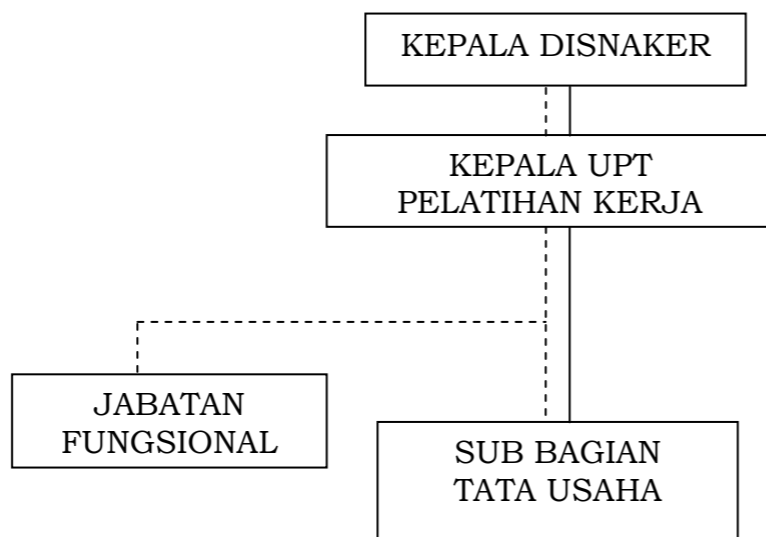 KEPALA DISNAKER
KEPALA UPT
PELATIHAN KERJA
JABATAN
FUNGSIONAL
SUB BAGIAN
TATA USAHA